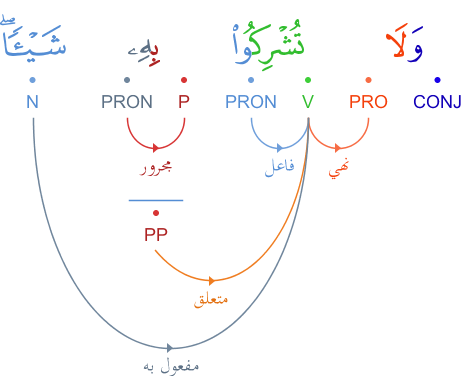 وَلَا تُشْرِكُوا۟ بِهِۦ شَيْـًٔاۖ
CONJ PRO V PRON P PRON N
نهي فاعل مجرور
PP
متعلق
مفعول به